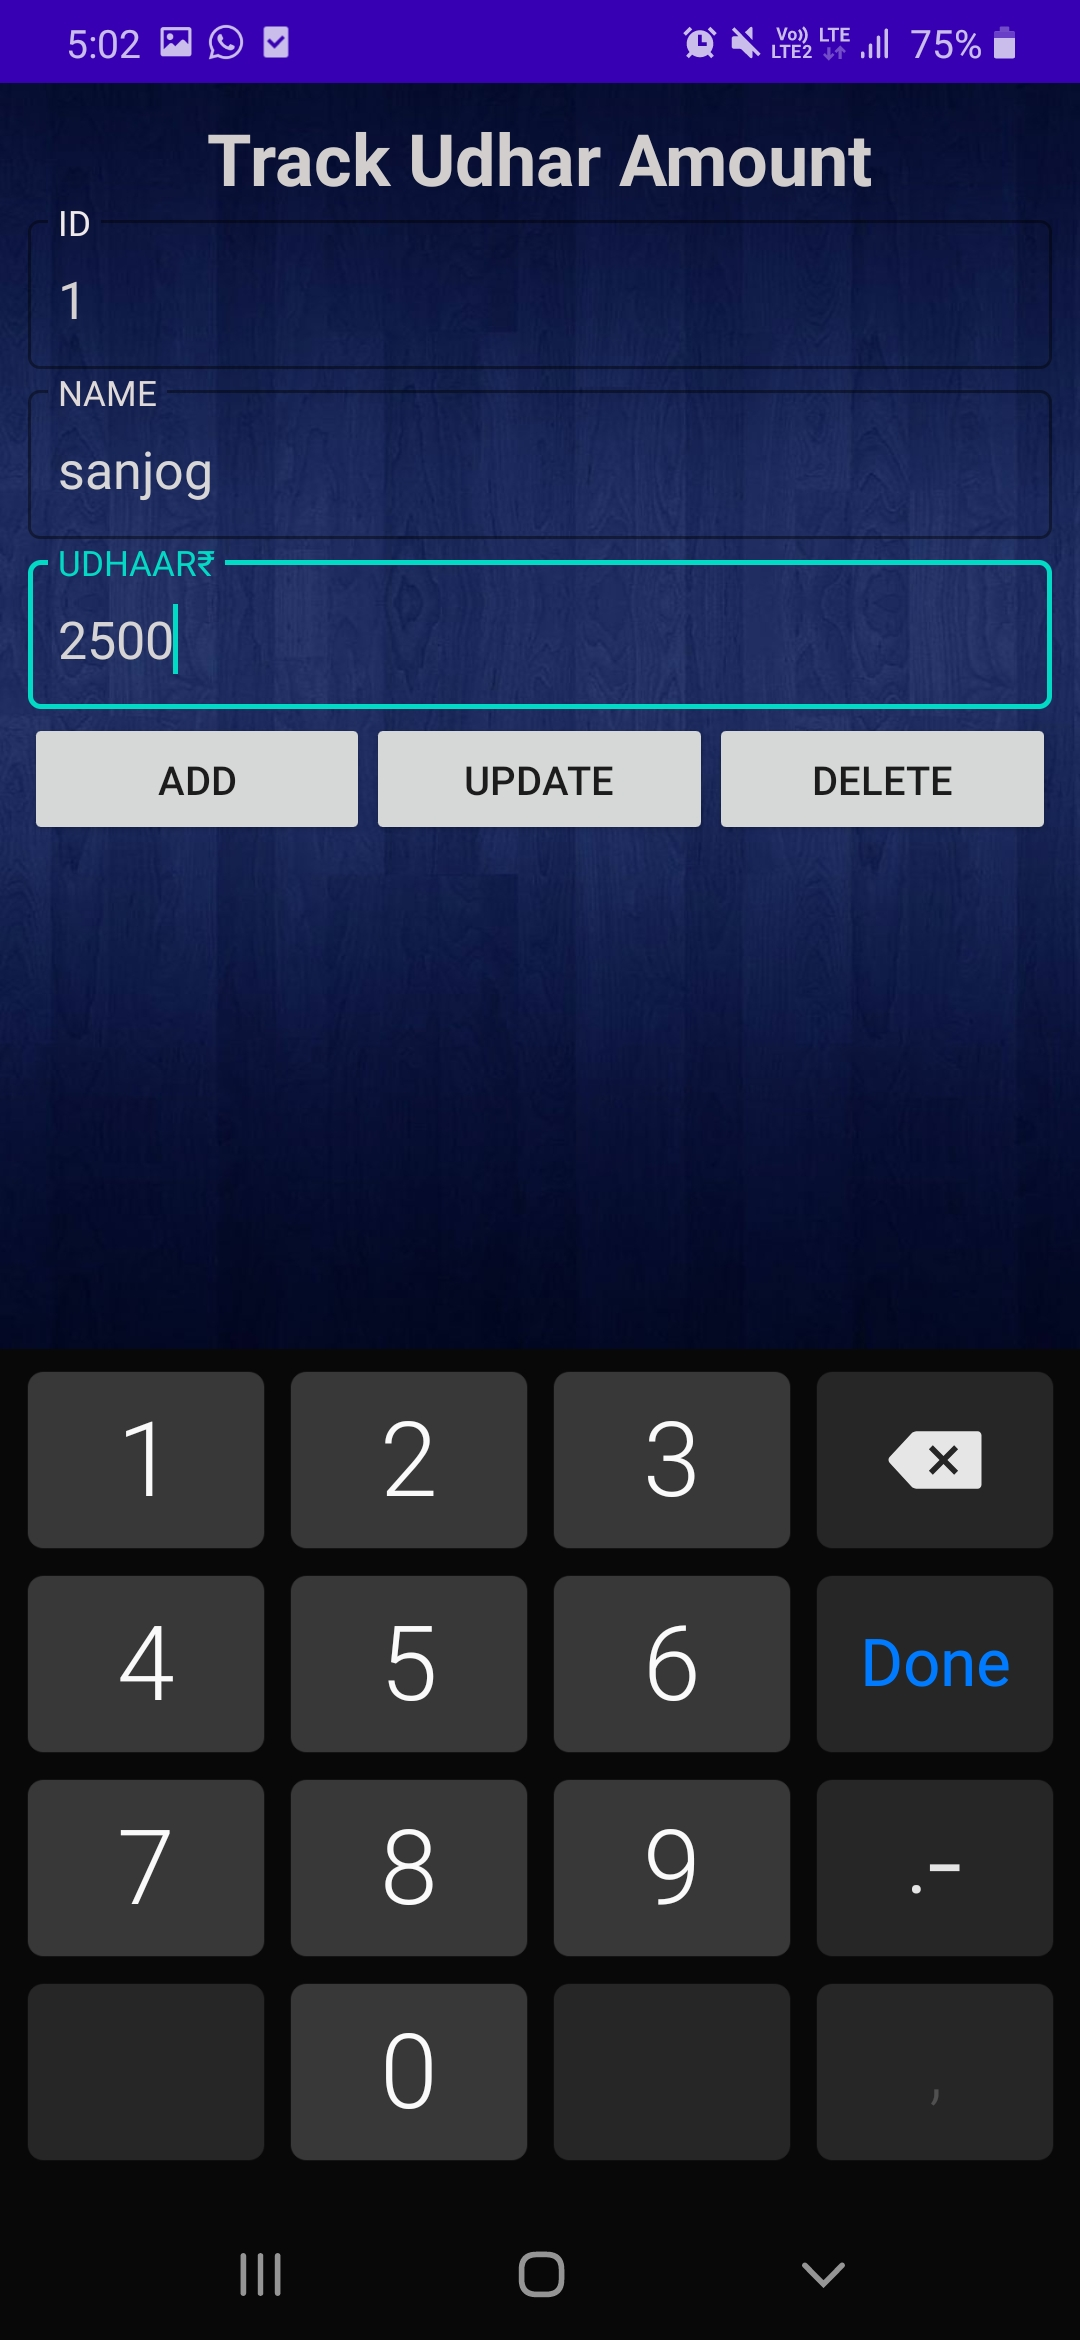 5:02 Vo)) LTE2 LTE 75%
Track Udhar Amount
ID
1
NAME
sanjog
UDHAAR₹
2500
ADD UPDATE DELETE
1 2 3
4 5 6 Done
7 8 9 .-
0 ,